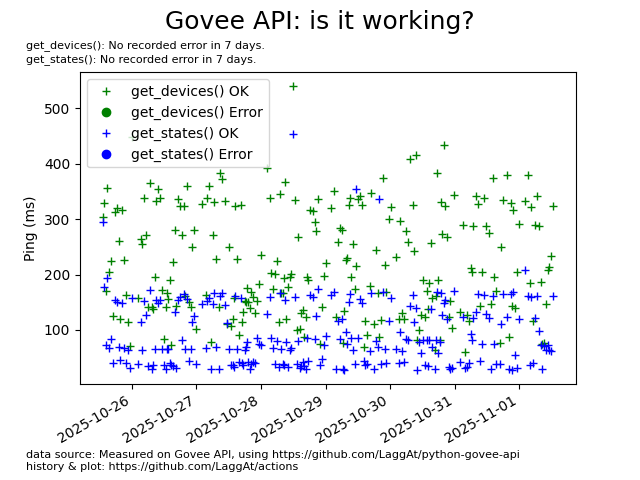 Govee API: is it working?
get_devices(): No recorded error in 7 days.
get_states(): No recorded error in 7 days.
get_devices() OK
get_devices() Error
get_states() OK
get_states() Error
Ping (ms)
500
400
300
200
100
2025-10-26
2025-10-27
2025-10-28
2025-10-29
2025-10-30
2025-10-31
2025-11-01
data source: Measured on Govee API, using https://github.com/LaggAt/python-govee-api
history & plot: https://github.com/LaggAt/actions